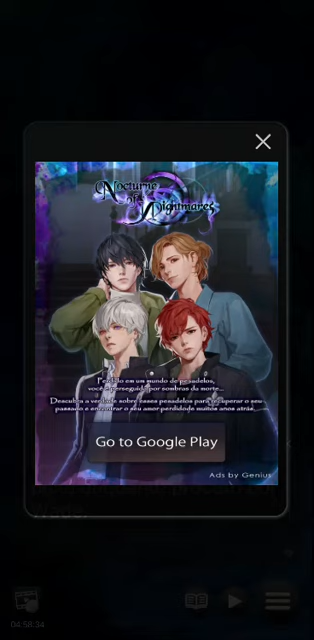 Nocturne
of
Nightmares
Perdido em um mundo de pesadelos,
você é perseguido por sombras da morte...
Descubra a verdade sobre esses pesadelos para recuperar o seu
passado e encontrar o seu amor perdido de muitos anos atrás...
Go to Google Play
Ads by Genius
04:58:34